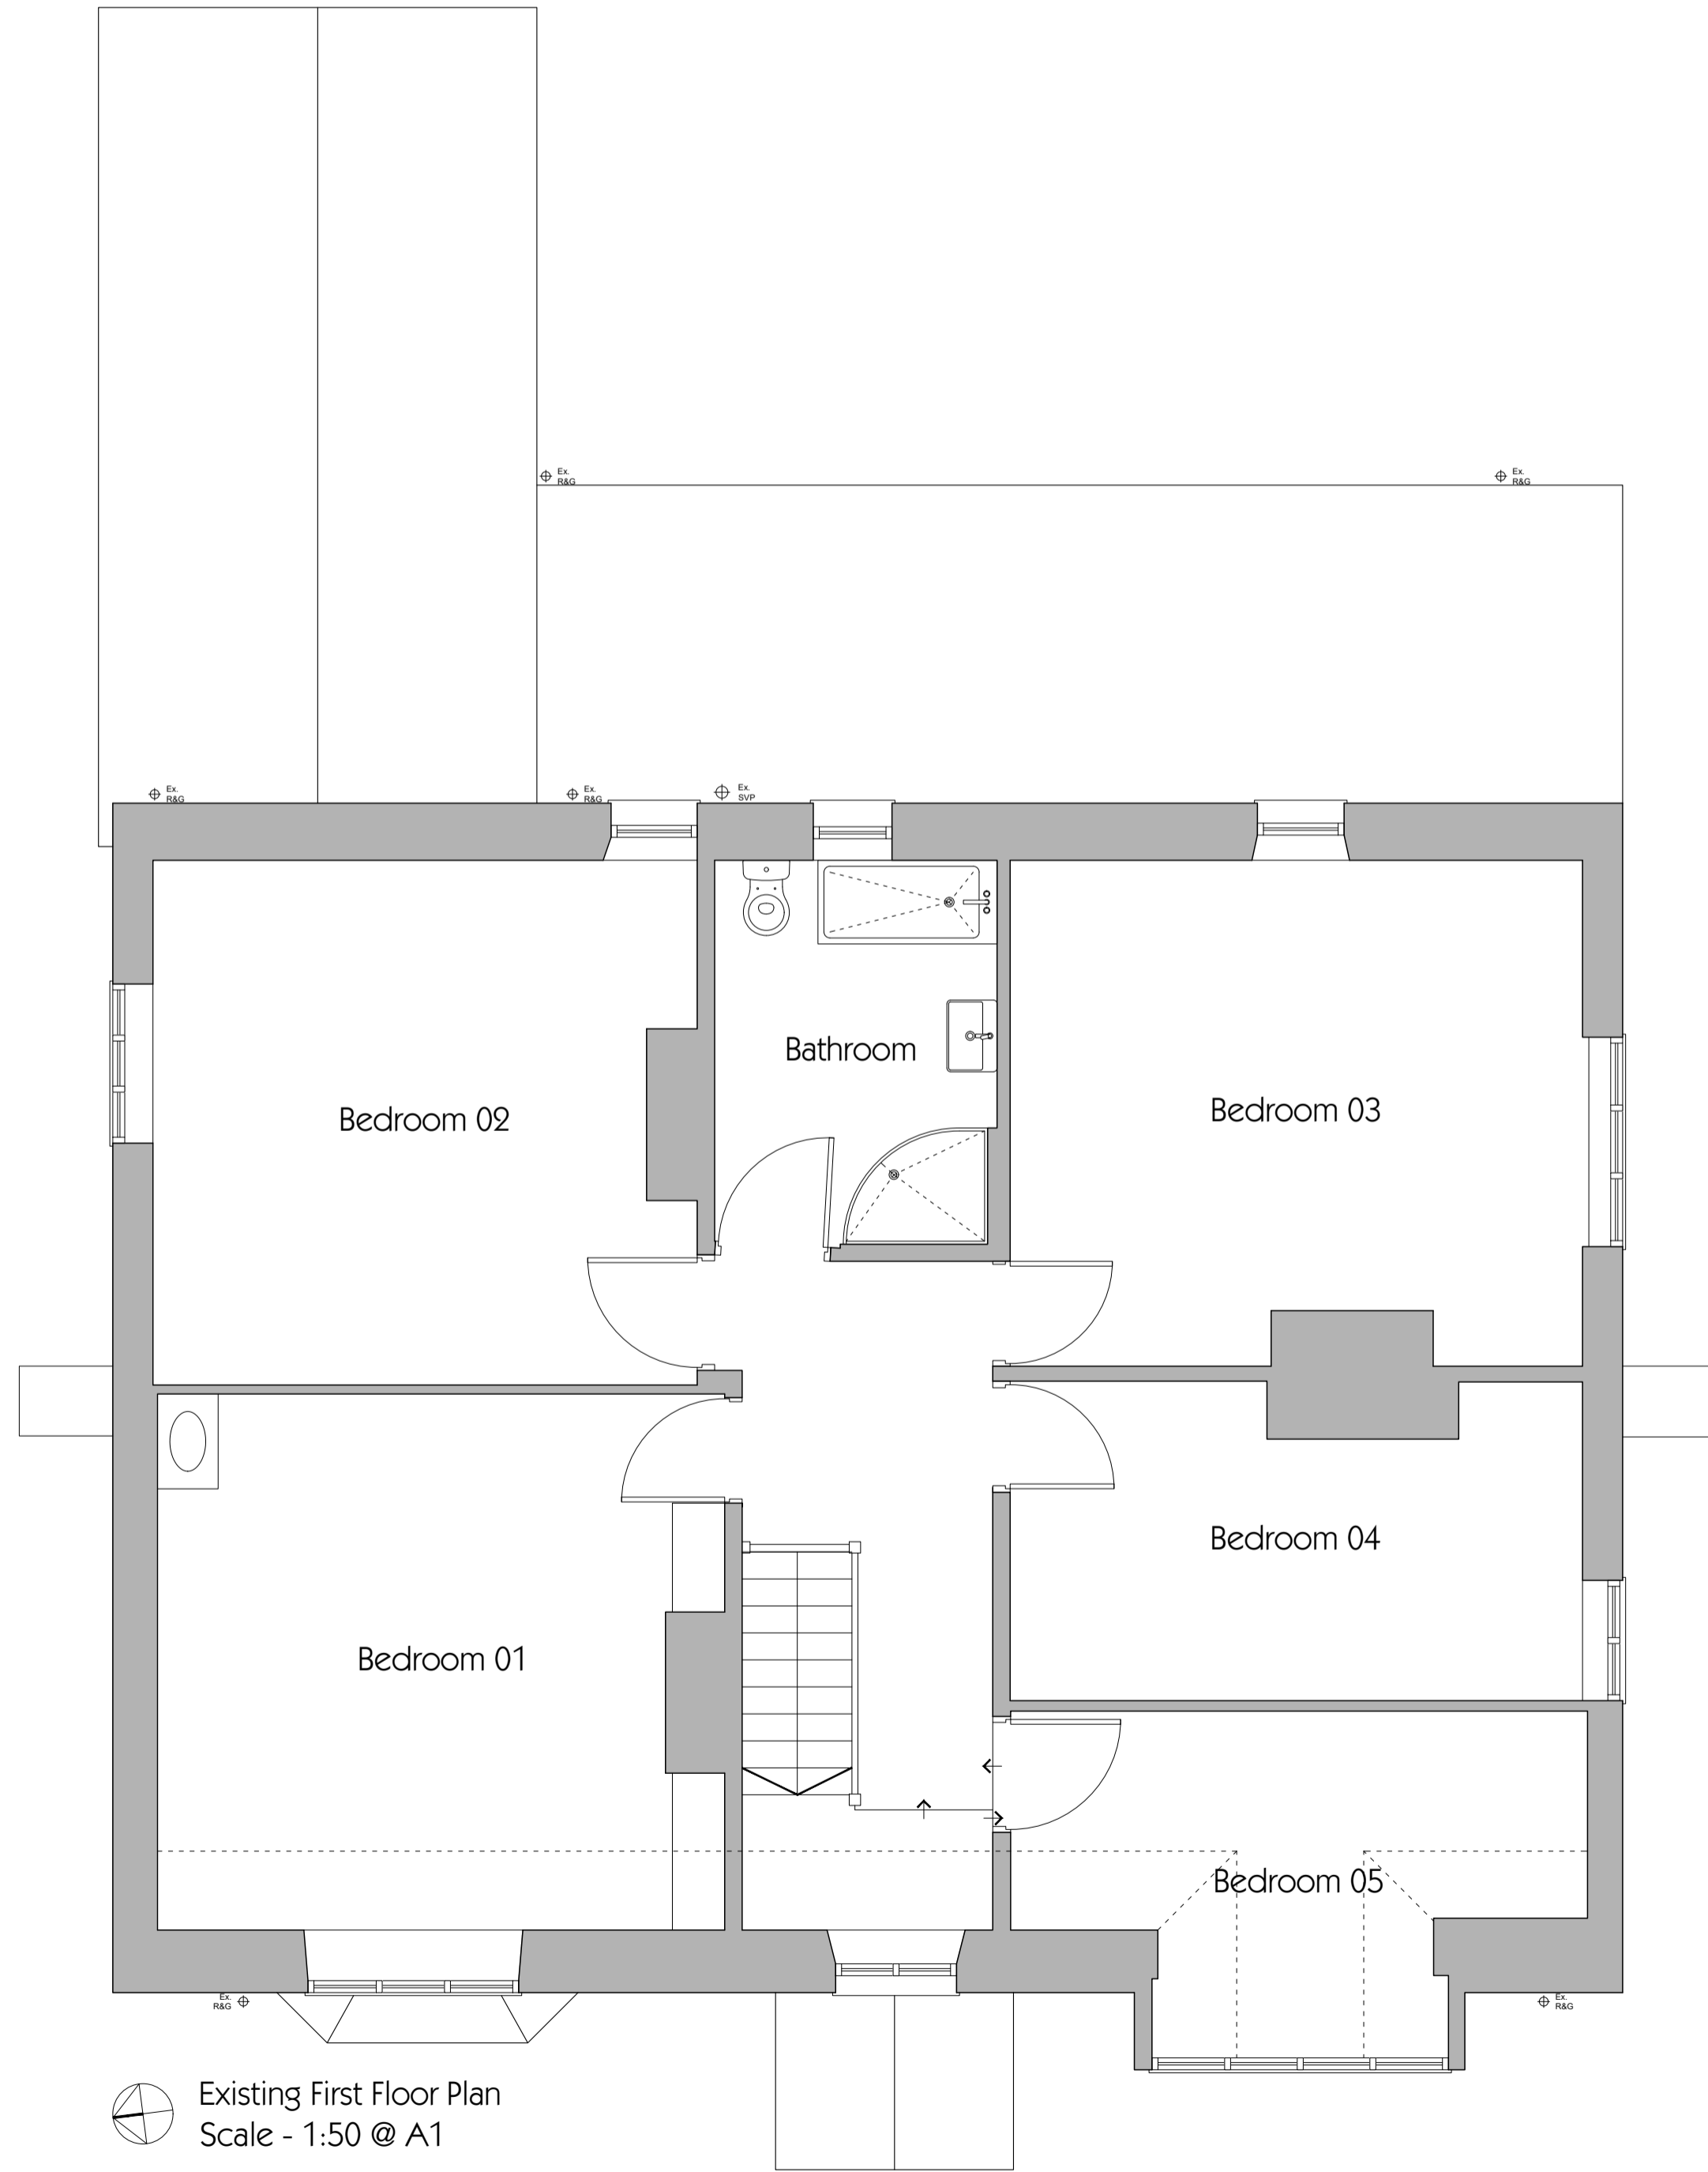 Ex.
R&G
Ex.
R&G
Ex.
R&G
Ex.
R&G
Ex.
SVP
Bathroom
Bedroom 02
Bedroom 03
Bedroom 04
Bedroom 01
Bedroom 05
Ex.
R&G
Ex.
R&G
Existing First Floor Plan
Scale - 1:50 @ A1